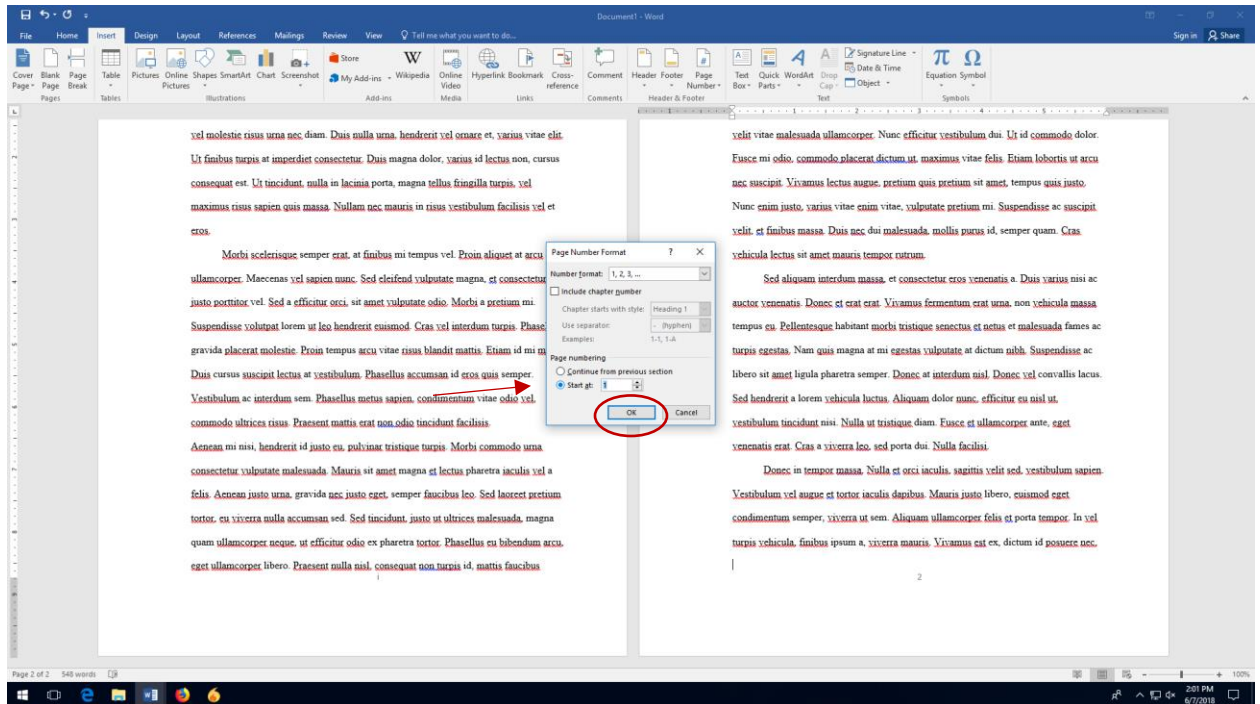 Document1 - Word
File Home Insert Design Layout References Mailings Review View Tell me what you want to do... Sign in Share
Cover Page Blank Page Page Break
Pages
Table
Tables
Pictures Online Pictures Shapes SmartArt Chart Screenshot
Illustrations
Store
My Add-ins
W
Wikipedia
Add-ins
Online Video
Media
Hyperlink Bookmark Cross-reference
Links
Comment
Comments
Header Footer Page Number
Header & Footer
Text Box Quick Parts WordArt Drop Cap
Signature Line
Date & Time
Object
Text
π Ω
Equation Symbol
Symbols
vel molestie risus urna nec diam. Duis nulla urna, hendrerit vel ornare et, varius vitae elit.
Ut finibus turpis at imperdiet consectetur. Duis magna dolor, varius id lectus non, cursus
consequat est. Ut tincidunt, nulla in lacinia porta, magna tellus fringilla turpis, vel
maximus risus sapien quis massa. Nullam nec mauris in risus vestibulum facilisis vel et
eros.
Morbi scelerisque semper erat, at finibus mi tempus vel. Proin aliquet at arcu
ullamcorper. Maecenas vel sapien nunc. Sed eleifend vulputate magna, et consectetur
justo porttitor vel. Sed a efficitur orci, sit amet vulputate odio. Morbi a pretium mi.
Suspendisse volutpat lorem ut leo hendrerit euismod. Cras vel interdum turpis. Phase
gravida placerat molestie. Proin tempus arcu vitae risus blandit mattis. Etiam id mi m
Duis cursus suscipit lectus at vestibulum. Phasellus accumsan id eros quis semper.
Vestibulum ac interdum sem. Phasellus metus sapien, condimentum vitae odio vel,
commodo ultrices risus. Praesent mattis erat non odio tincidunt facilisis.
Aenean mi nisi, hendrerit id justo eu, pulvinar tristique turpis. Morbi commodo urna
consectetur vulputate malesuada. Mauris sit amet magna et lectus pharetra iaculis vel a
felis. Aenean justo urna, gravida nec justo eget, semper faucibus leo. Sed laoreet pretium
tortor, eu viverra nulla accumsan sed. Sed tincidunt, justo ut ultrices malesuada, magna
quam ullamcorper neque, ut efficitur odio ex pharetra tortor. Phasellus eu bibendum arcu,
eget ullamcorper libero. Praesent nulla nisl, consequat non turpis id, mattis faucibus
Page Number Format ? X
Number format: 1, 2, 3, ...
Include chapter number
Chapter starts with style: Heading 1
Use separator: - (hyphen)
Examples: 1-1, 1-A
Page numbering
Continue from previous section
Start at: 1
OK Cancel
velit vitae malesuada ullamcorper. Nunc efficitur vestibulum dui. Ut id commodo dolor.
Fusce mi odio, commodo placerat dictum ut, maximus vitae felis. Etiam lobortis ut arcu
nec suscipit. Vivamus lectus augue, pretium quis pretium sit amet, tempus quis justo.
Nunc enim justo, varius vitae enim vitae, vulputate pretium mi. Suspendisse ac suscipit
velit, et finibus massa. Duis nec dui malesuada, mollis purus id, semper quam. Cras
vehicula lectus sit amet mauris tempor rutrum.
Sed aliquam interdum massa, et consectetur eros venenatis a. Duis varius nisi ac
auctor venenatis. Donec et erat erat. Vivamus fermentum erat urna, non vehicula massa
tempus eu. Pellentesque habitant morbi tristique senectus et netus et malesuada fames ac
turpis egestas. Nam quis magna at mi egestas vulputate at dictum nibh. Suspendisse ac
libero sit amet ligula pharetra semper. Donec at interdum nisl. Donec vel convallis lacus.
Sed hendrerit a lorem vehicula luctus. Aliquam dolor nunc, efficitur eu nisl ut,
vestibulum tincidunt nisi. Nulla ut tristique diam. Fusce et ullamcorper ante, eget
venenatis erat. Cras a viverra leo, sed porta dui. Nulla facilisi.
Donec in tempor massa. Nulla et orci iaculis, sagittis velit sed, vestibulum sapien.
Vestibulum vel augue et tortor iaculis dapibus. Mauris justo libero, euismod eget
condimentum semper, viverra ut sem. Aliquam ullamcorper felis et porta tempor. In vel
turpis vehicula, finibus ipsum a, viverra mauris. Vivamus est ex, dictum id posuere nec,
2
Page 2 of 2 548 words 100%
2:01 PM
6/7/2018